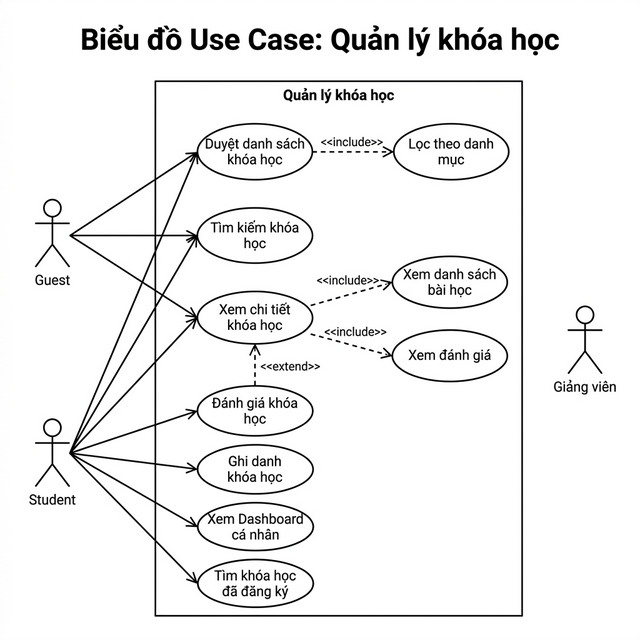 Biểu đồ Use Case: Quản lý khóa học
Quản lý khóa học
Duyệt danh sách
khóa học
<<include>>
Lọc theo danh
mục
Tìm kiếm khóa
học
Guest
Xem chi tiết
khóa học
<<include>>
Xem danh sách
bài học
<<include>>
Xem đánh giá
<<extend>>
Giảng viên
Đánh giá khóa
học
Ghi danh
khóa học
Student
Xem Dashboard
cá nhân
Tìm khóa học
đã đăng ký